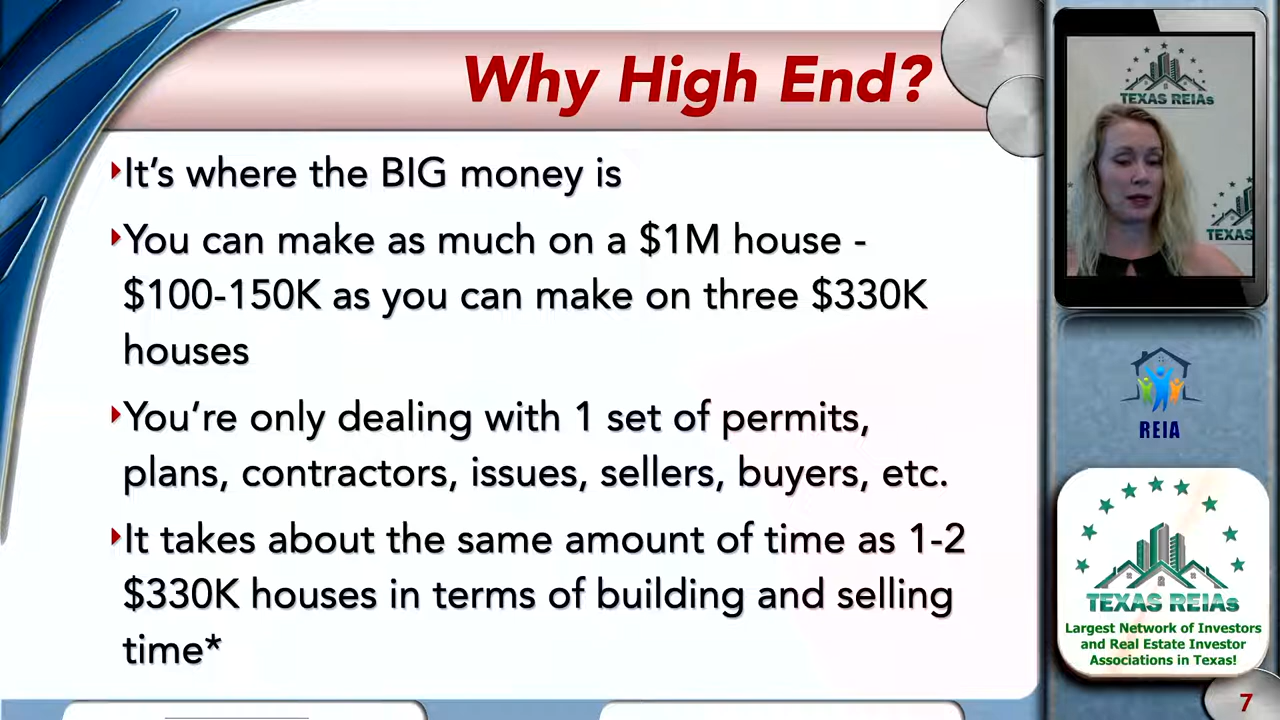 Why High End?
It's where the BIG money is
You can make as much on a $1M house -
$100-150K as you can make on three $330K
houses
You're only dealing with 1 set of permits,
plans, contractors, issues, sellers, buyers, etc.
It takes about the same amount of time as 1-2
$330K houses in terms of building and selling
time*
TEXAS REIAs
TEXAS
REIA
TEXAS REIAs
Largest Network of Investors
and Real Estate Investor
Associations in Texas!
7